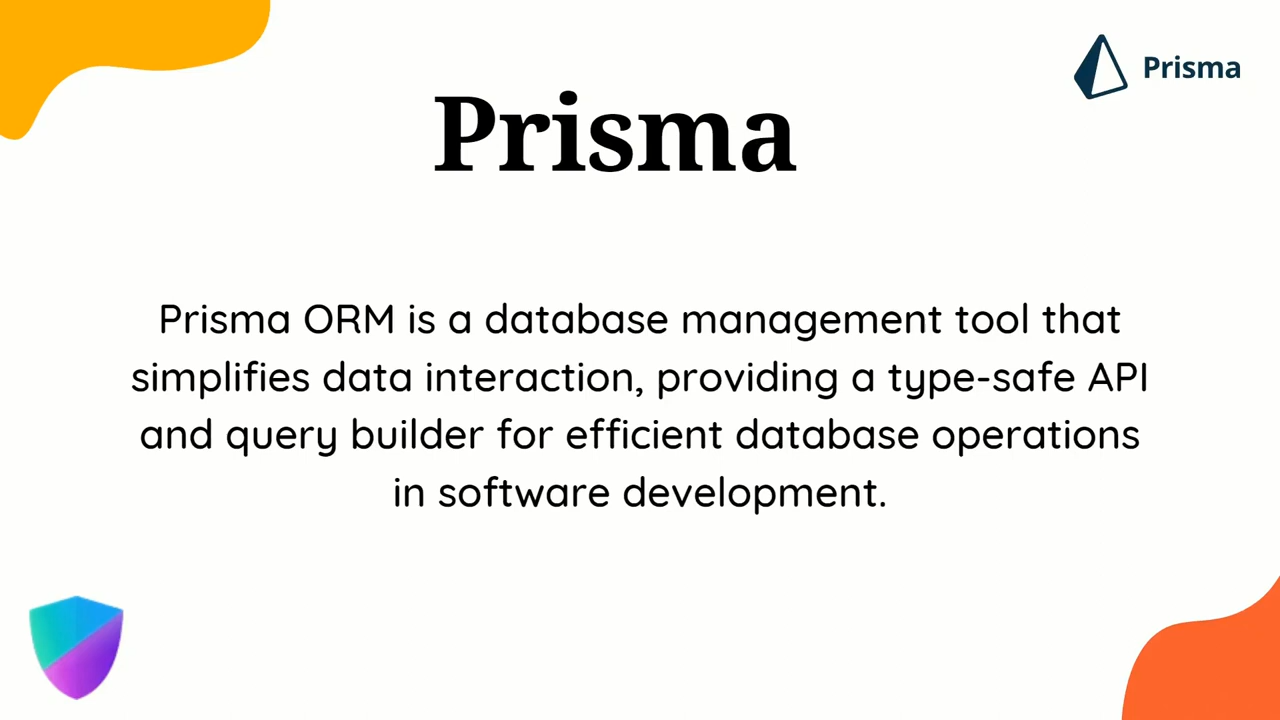 Prisma
Prisma
Prisma ORM is a database management tool that
simplifies data interaction, providing a type-safe API
and query builder for efficient database operations
in software development.